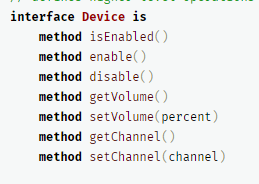 interface Device is
method isEnabled()
method enable()
method disable()
method getVolume()
method setVolume(percent)
method getChannel()
method setChannel(channel)